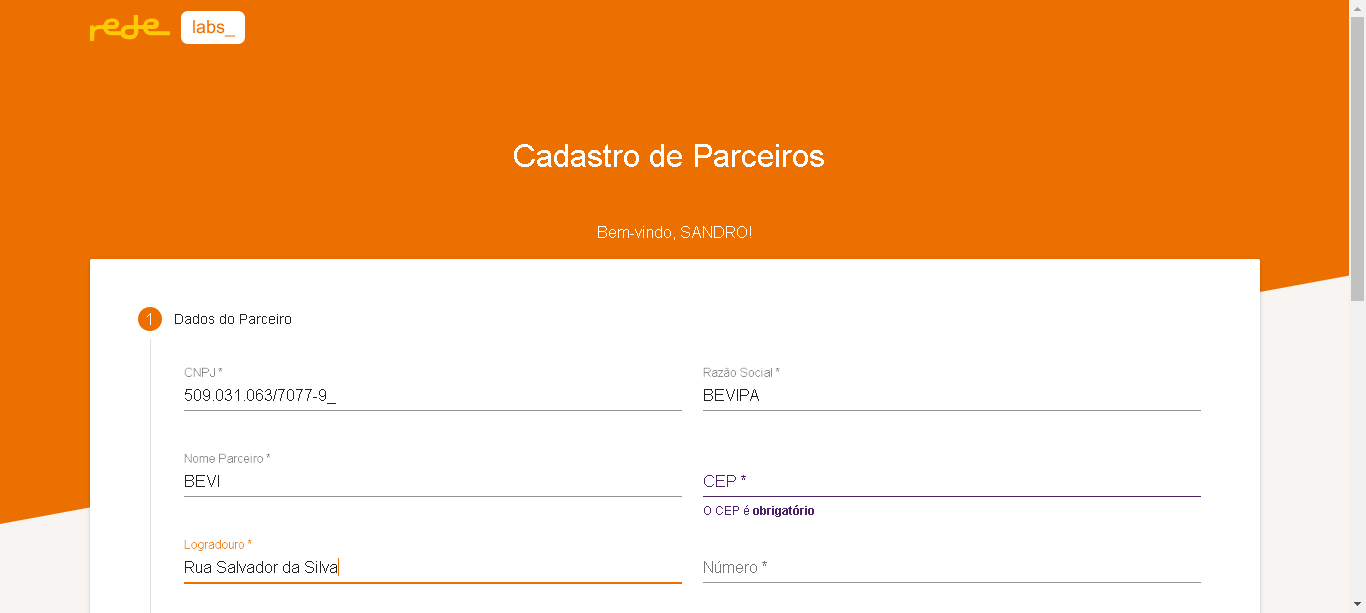 rede labs_
Cadastro de Parceiros
Bem-vindo, SANDRO!
1 Dados do Parceiro
CNPJ * Razão Social *
509.031.063/7077-9_ BEVIPA
Nome Parceiro *
BEVI CEP *
O CEP é obrigatório
Logradouro *
Rua Salvador da Silva Número *